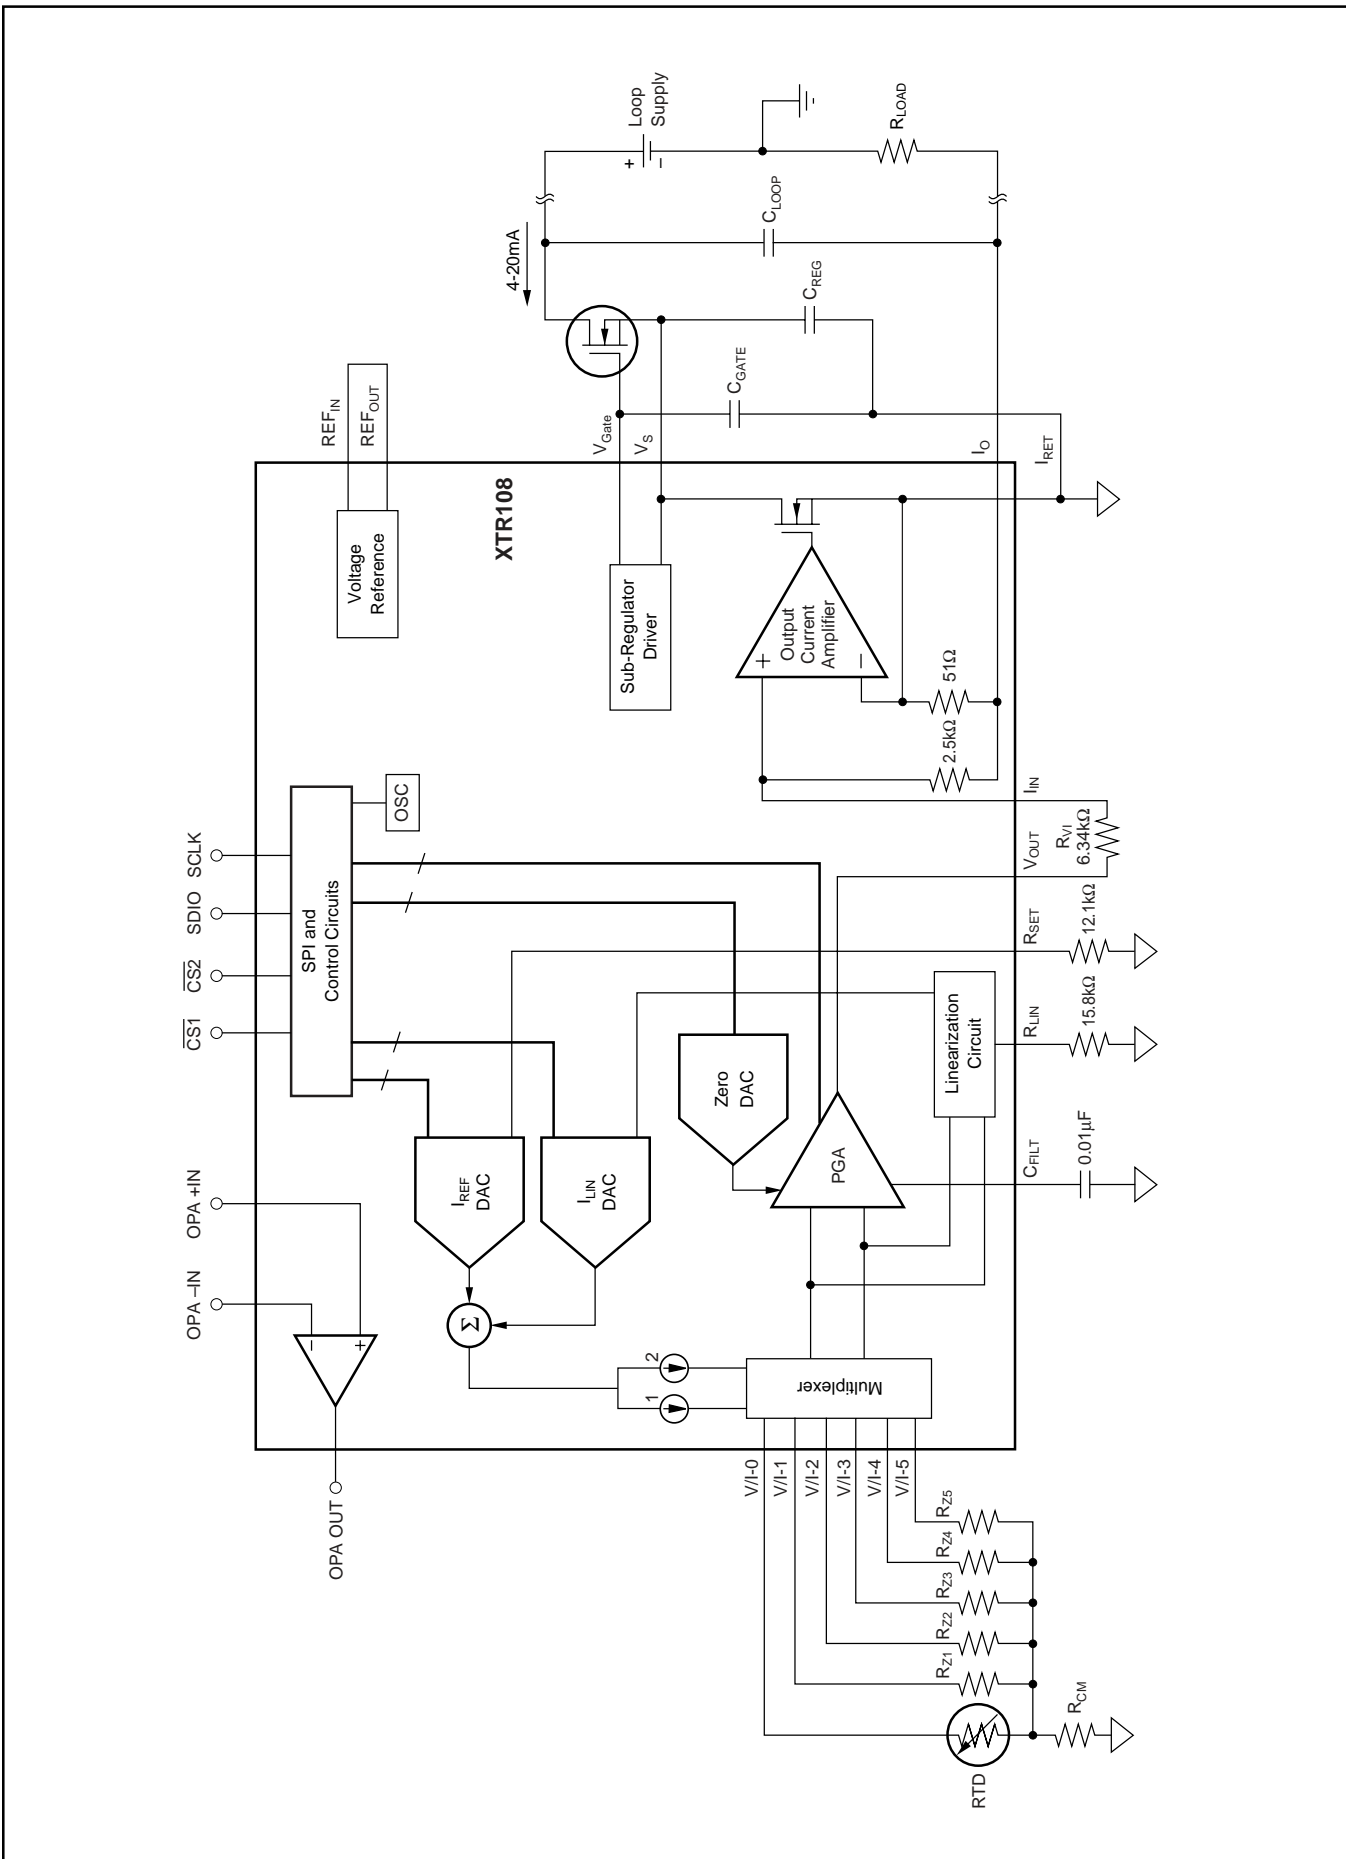 OPA –IN
OPA +IN
CS1
CS2
SDIO
SCLK
REFIN
REFOUT
OPA OUT
–
+
SPI and
Control Circuits
OSC
Voltage
Reference
XTR108
IREF
DAC
ILIN
DAC
Σ
1
2
Multiplexer
Zero
DAC
PGA
Linearization
Circuit
Sub-Regulator
Driver
+
Output
Current
Amplifier
–
2.5kΩ
51Ω
VGate
VS
IO
IRET
4-20mA
CGATE
CREG
CLOOP
+
–
Loop
Supply
RLOAD
V/I-0
V/I-1
V/I-2
V/I-3
V/I-4
V/I-5
RTD
RCM
RZ1
RZ2
RZ3
RZ4
RZ5
CFILT
0.01µF
RLIN
15.8kΩ
RSET
12.1kΩ
VOUT
RVI
6.34kΩ
IIN